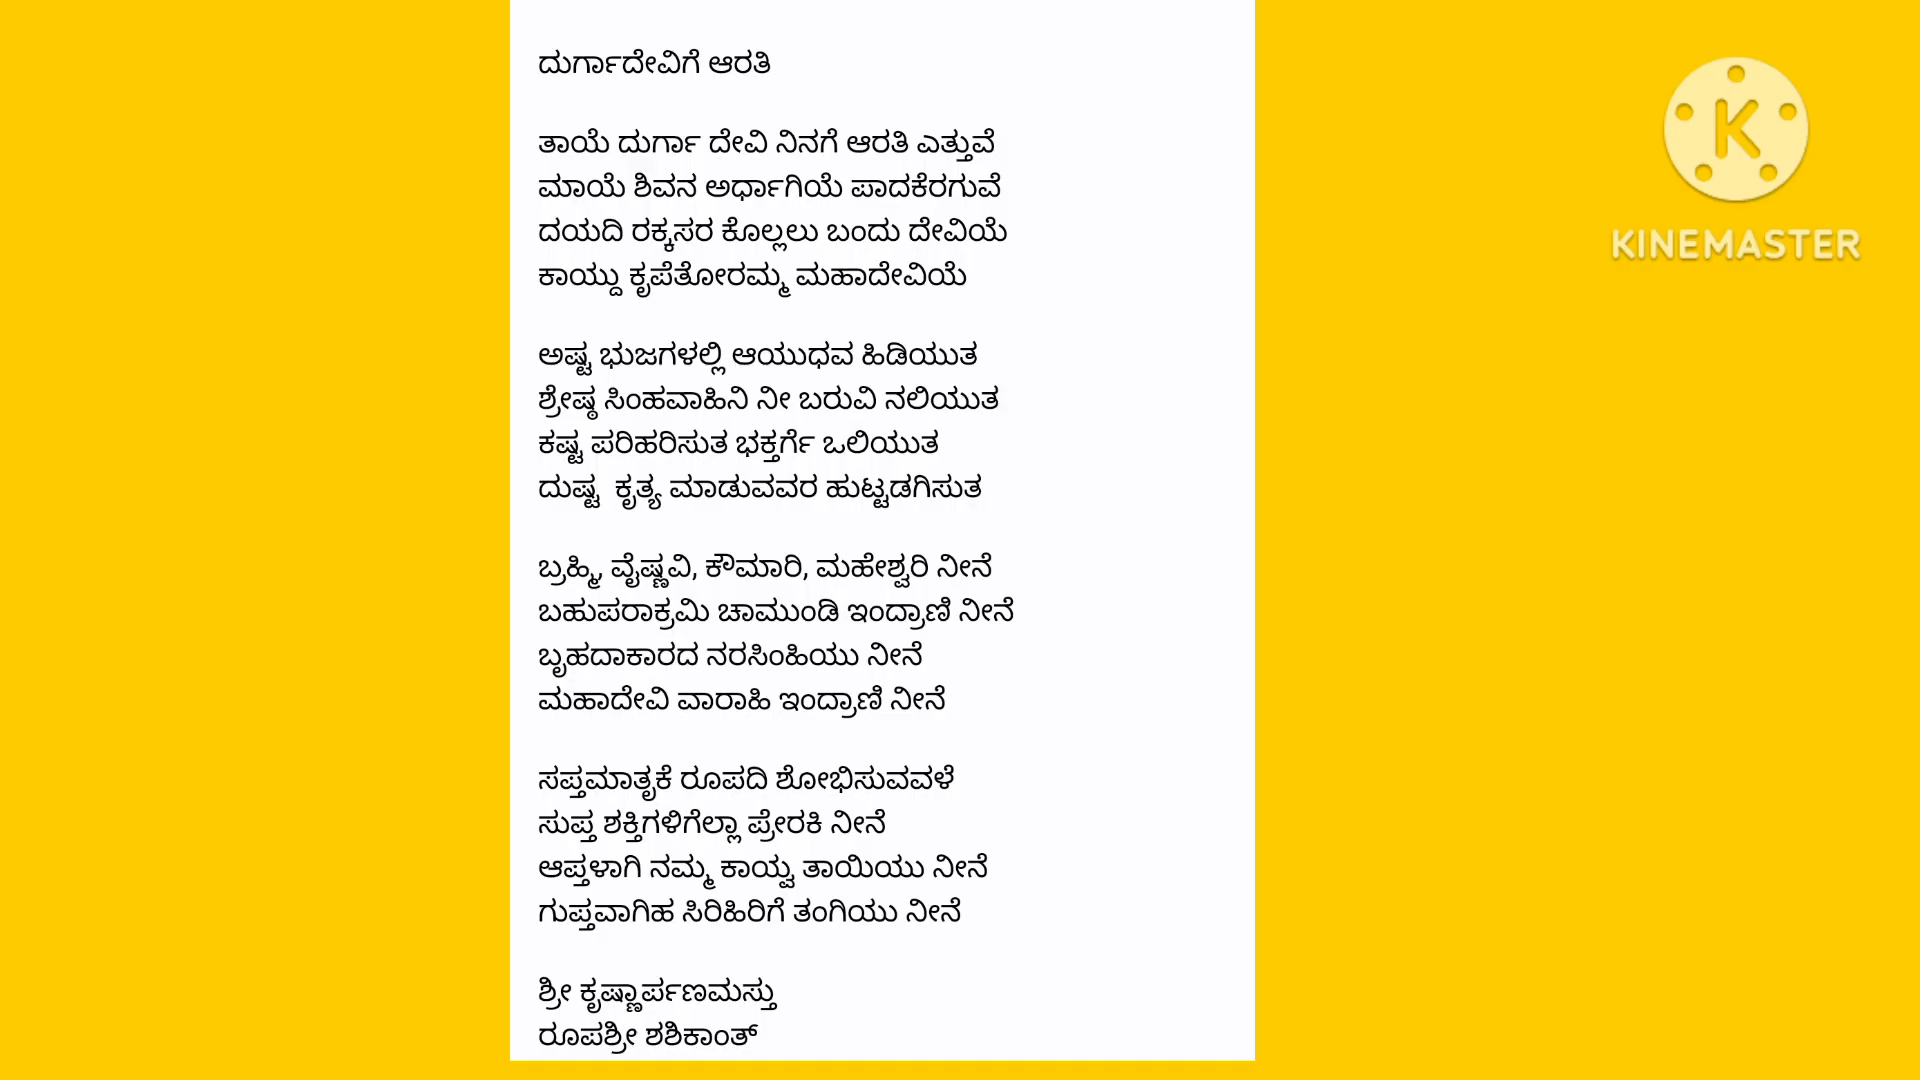 ದುರ್ಗಾದೇವಿಗೆ ಆರತಿ
ತಾಯೆ ದುರ್ಗಾ ದೇವಿ ನಿನಗೆ ಆರತಿ ಎತ್ತುವೆ
ಮಾಯೆ ಶಿವನ ಅರ್ಧಾಗಿಯೆ ಪಾದಕೆರಗುವೆ
ದಯದಿ ರಕ್ಕಸರ ಕೊಲ್ಲಲು ಬಂದು ದೇವಿಯೆ
ಕಾಯ್ದು ಕೃಪೆತೋರಮ್ಮ ಮಹಾದೇವಿಯೆ
ಅಷ್ಟ ಭುಜಗಳಲ್ಲಿ ಆಯುಧವ ಹಿಡಿಯುತ
ಶ್ರೇಷ್ಠ ಸಿಂಹವಾಹಿನಿ ನೀ ಬರುವಿ ನಲಿಯುತ
ಕಷ್ಟ ಪರಿಹರಿಸುತ ಭಕ್ತರ್ಗೆ ಒಲಿಯುತ
ದುಷ್ಟ  ಕೃತ್ಯ ಮಾಡುವವರ ಹುಟ್ಟಡಗಿಸುತ
ಬ್ರಹ್ಮಿ, ವೈಷ್ಣವಿ, ಕೌಮಾರಿ, ಮಹೇಶ್ವರಿ ನೀನೆ
ಬಹುಪರಾಕ್ರಮಿ ಚಾಮುಂಡಿ ಇಂದ್ರಾಣಿ ನೀನೆ
ಬೃಹದಾಕಾರದ ನರಸಿಂಹಿಯು ನೀನೆ
ಮಹಾದೇವಿ ವಾರಾಹಿ ಇಂದ್ರಾಣಿ ನೀನೆ
ಸಪ್ತಮಾತೃಕೆ ರೂಪದಿ ಶೋಭಿಸುವವಳೆ
ಸುಪ್ತ ಶಕ್ತಿಗಳಿಗೆಲ್ಲಾ ಪ್ರೇರಕಿ ನೀನೆ
ಆಪ್ತಳಾಗಿ ನಮ್ಮ ಕಾಯ್ವ ತಾಯಿಯು ನೀನೆ
ಗುಪ್ತವಾಗಿಹ ಸಿರಿಹಿರಿಗೆ ತಂಗಿಯು ನೀನೆ
ಶ್ರೀ ಕೃಷ್ಣಾರ್ಪಣಮಸ್ತು
ರೂಪಶ್ರೀ ಶಶಿಕಾಂತ್
K
KINEMASTER